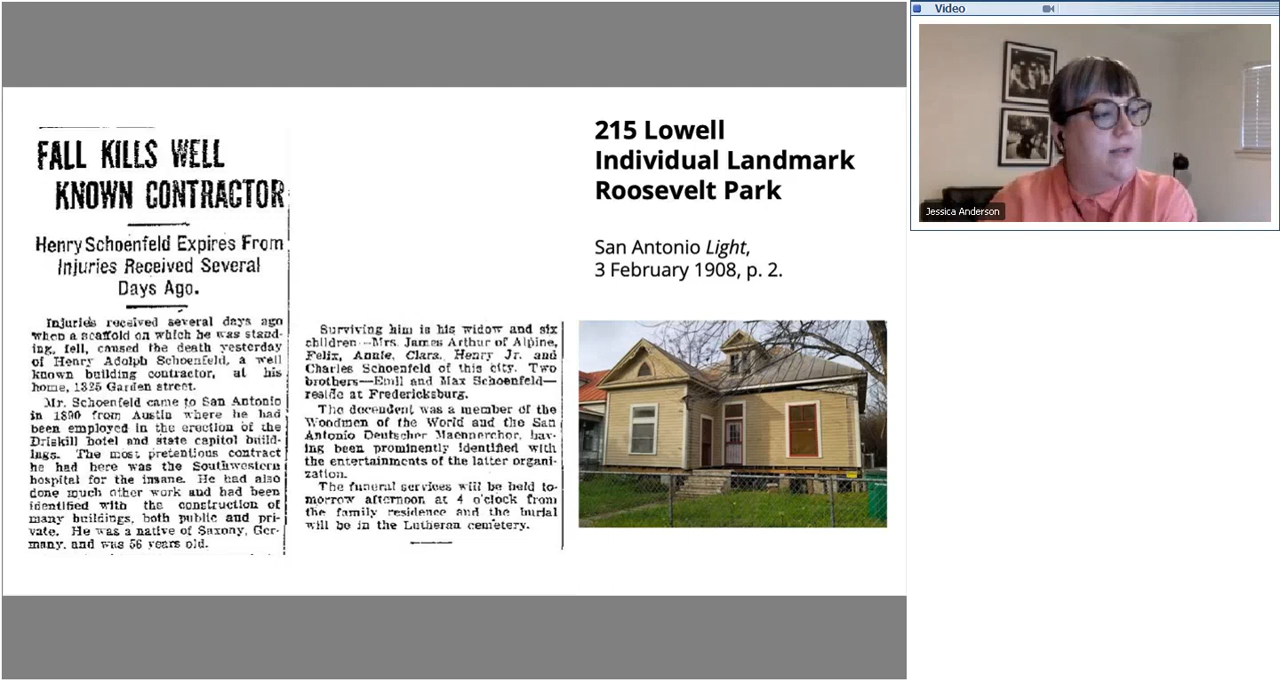 FALL KILLS WELL
KNOWN CONTRACTOR
Henry Schoenfeld Expires From
Injuries Received Several
Days Ago.
Injuries received several days ago
when a scaffold on which he was stand-
ing, fell, caused the death yesterday
of Henry Adolph Schoenfeld, a well
known building contractor, at his
home, 1325 Garden street.
Mr. Schoenfeld came to San Antonio
in 1890 from Austin where he had
been employed in the erection of the
Driskill hotel and state capitol build-
ings. The most pretentious contract
he had here was the Southwestern
hospital for the insane. He had also
done much other work and had been
identified with the construction of
many buildings, both public and pri-
vate. He was a native of Saxony, Ger-
many, and was 56 years old.
Surviving him is his widow and six
children—Mrs. James Arthur of Alpine,
Felix, Annie, Clara, Henry Jr. and
Charles Schoenfeld of this city. Two
brothers—Emil and Max Schoenfeld—
reside at Fredericksburg.
The decendent was a member of the
Woodmen of the World and the San
Antonio Deutscher Maennerchor, hav-
ing been prominently identified with
the entertainments of the latter organi-
zation.
The funeral services will be held to-
morrow afternoon at 4 o'clock from
the family residence and the burial
will be in the Lutheran cemetery.
215 Lowell
Individual Landmark
Roosevelt Park
San Antonio Light,
3 February 1908, p. 2.
Video
Jessica Anderson